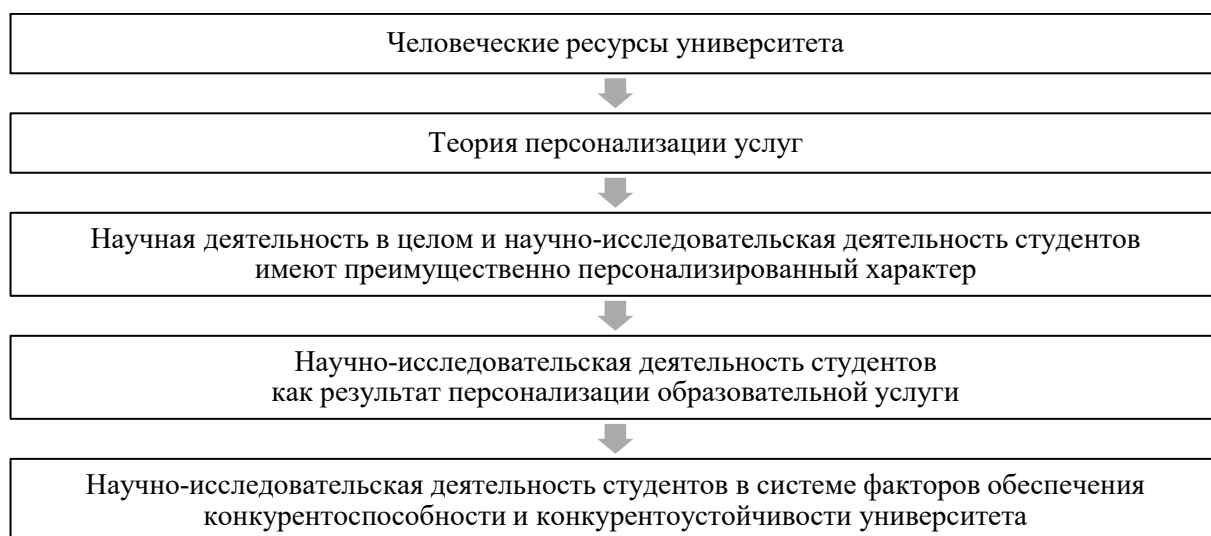 Человеческие ресурсы университета
Теория персонализации услуг
Научная деятельность в целом и научно-исследовательская деятельность студентов
имеют преимущественно персонализированный характер
Научно-исследовательская деятельность студентов
как результат персонализации образовательной услуги
Научно-исследовательская деятельность студентов в системе факторов обеспечения
конкурентоспособности и конкурентоустойчивости университета